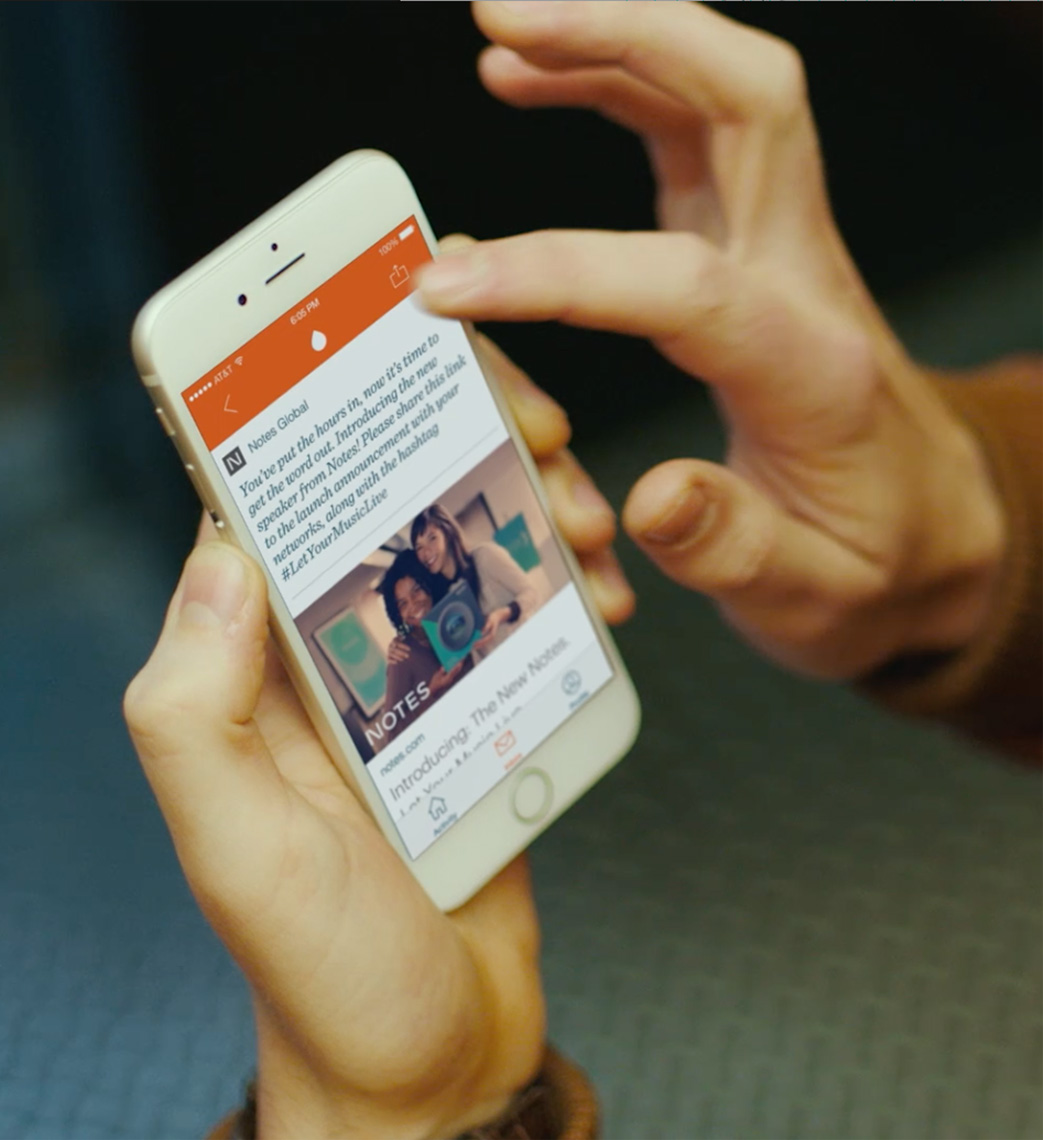 AT&T
6:05 PM
100%
N Notes Global
You've put the hours in, now it's time to
get the word out. Introducing the new
speaker from Notes! Please share this link
to the launch announcement with your
networks, along with the hashtag
#LetYourMusicLive
NOTES
notes.com
Introducing: The New Notes.
Activity